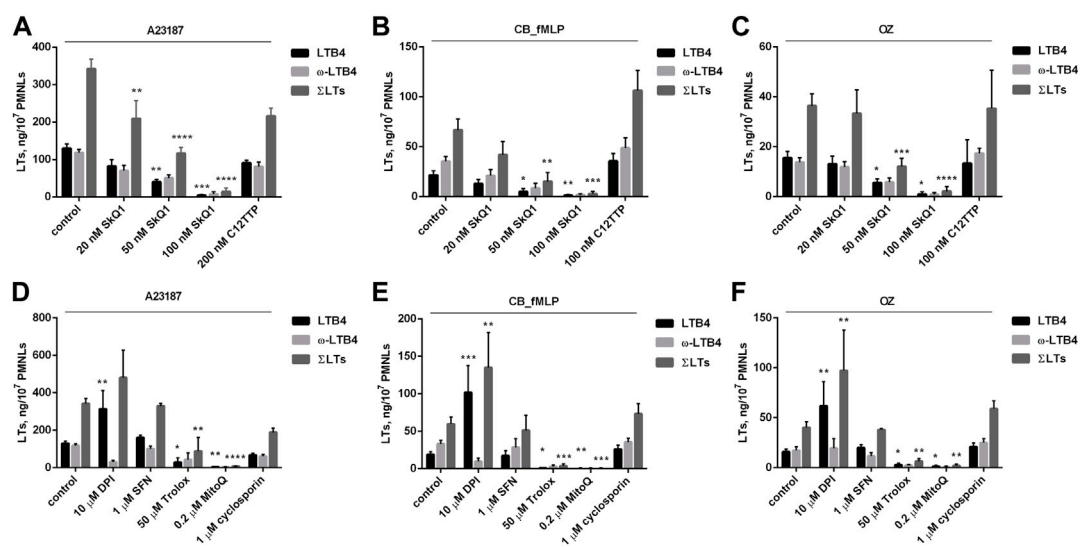 A
A23187
LTs, ng/10⁷ PMNLs
400
300
200
100
0
LTB4
ω-LTB4
ΣLTs
**
**
****
***
****
control
20 nM SkQ1
50 nM SkQ1
100 nM SkQ1
200 nM C12TTP
B
CB_fMLP
LTs, ng/10⁷ PMNLs
150
100
50
0
LTB4
ω-LTB4
ΣLTs
*
**
**
***
control
20 nM SkQ1
50 nM SkQ1
100 nM SkQ1
100 nM C12TTP
C
OZ
LTs, ng/10⁷ PMNLs
60
40
20
0
LTB4
ω-LTB4
ΣLTs
*
***
*
****
control
20 nM SkQ1
50 nM SkQ1
100 nM SkQ1
100 nM C12TTP
D
A23187
LTs, ng/10⁷ PMNLs
800
600
400
200
0
LTB4
ω-LTB4
ΣLTs
**
*
**
**
****
control
10 μM DPI
1 μM SFN
50 μM Trolox
0.2 μM MitoQ
1 μM cyclosporin
E
CB_fMLP
LTs, ng/10⁷ PMNLs
200
150
100
50
0
LTB4
ω-LTB4
ΣLTs
***
**
*
***
**
***
control
10 μM DPI
1 μM SFN
50 μM Trolox
0.2 μM MitoQ
1 μM cyclosporin
F
OZ
LTs, ng/10⁷ PMNLs
150
100
50
0
LTB4
ω-LTB4
ΣLTs
**
**
*
**
*
**
control
10 μM DPI
1 μM SFN
50 μM Trolox
0.2 μM MitoQ
1 μM cyclosporin